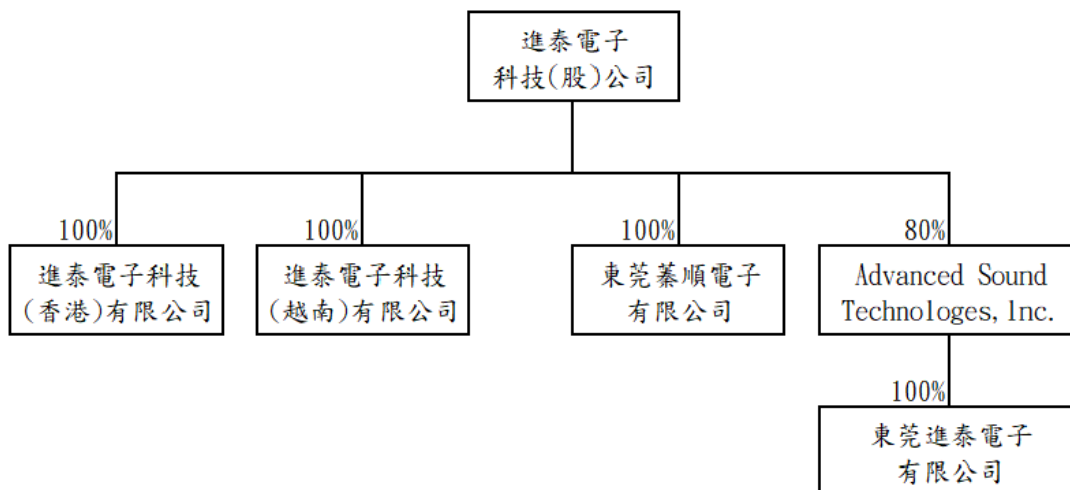 進泰電子
科技(股)公司
100%
100%
100%
80%
進泰電子科技
(香港)有限公司
進泰電子科技
(越南)有限公司
東莞蓁順電子
有限公司
Advanced Sound
Technologes, Inc.
100%
東莞進泰電子
有限公司